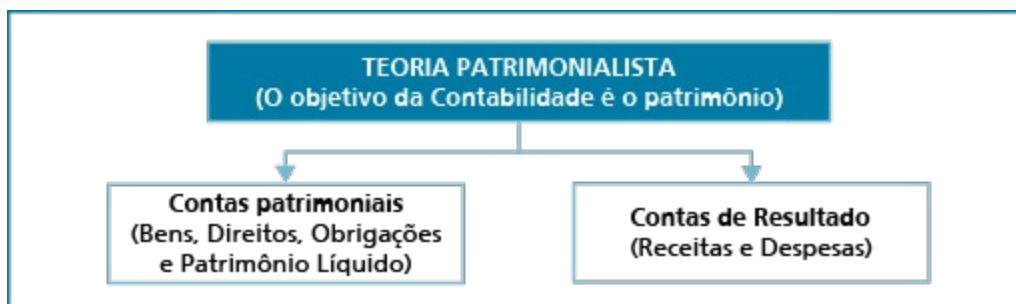 TEORIA PATRIMONIALISTA
(O objetivo da Contabilidade é o patrimônio)
Contas patrimoniais
(Bens, Direitos, Obrigações
e Patrimônio Líquido)
Contas de Resultado
(Receitas e Despesas)